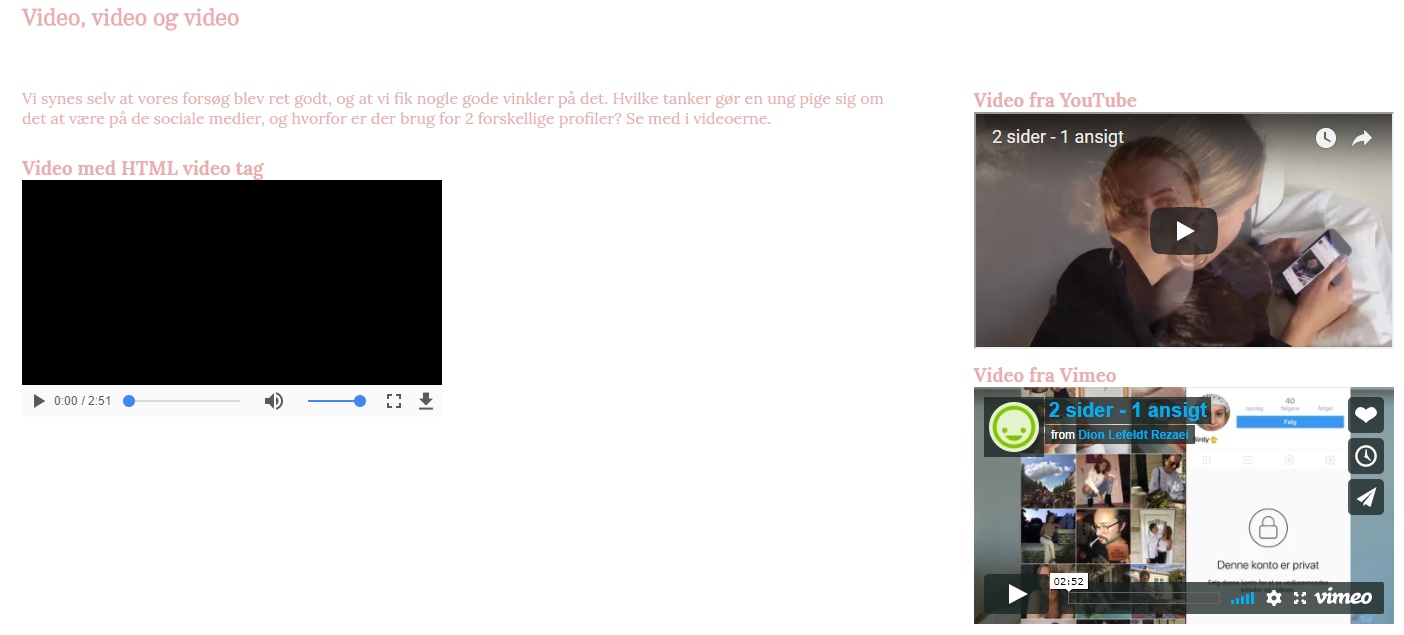 Video, video og video
Vi synes selv at vores forsøg blev ret godt, og at vi fik nogle gode vinkler på det. Hvilke tanker gør en ung pige sig om
det at være på de sociale medier, og hvorfor er der brug for 2 forskellige profiler? Se med i videoerne.
Video med HTML video tag
0:00 / 2:51
Video fra YouTube
2 sider - 1 ansigt
Video fra Vimeo
2 sider - 1 ansigt
from Dion Lefeldt Rezaei
40
opslag følgere følger
Følg
Birdy
Denne konto er privat
02:52
vimeo